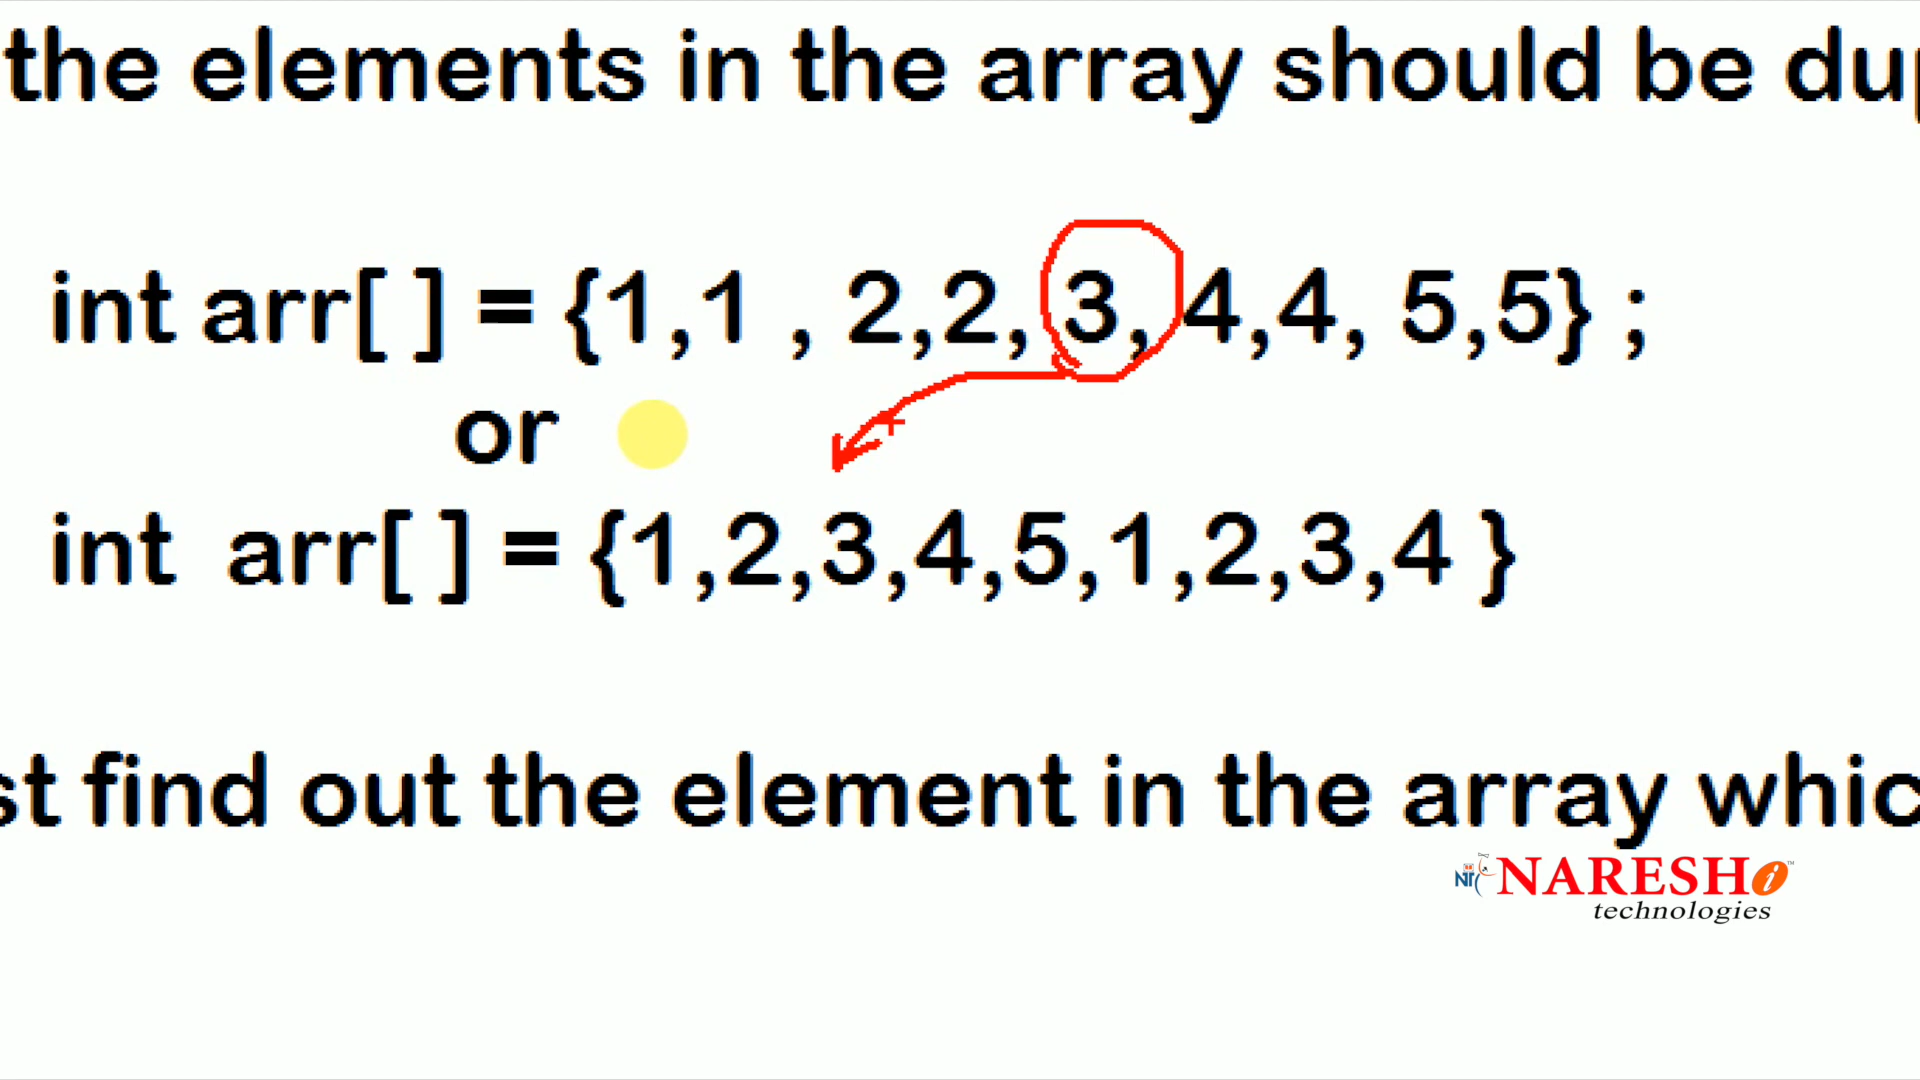 the elements in the array should be dup
int arr[ ] = {1,1 , 2,2, 3, 4,4, 5,5} ;
or
int arr[ ] = {1,2,3,4,5,1,2,3,4 }
st find out the element in the array whic
NARESH i
technologies